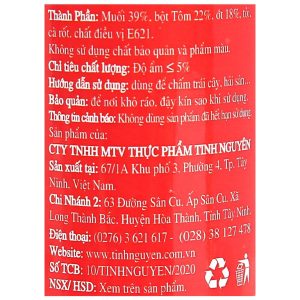 Thành Phần: Muối 39%, bột Tôm 22%, ớt 18%, tỏi,
cà rốt, chất điều vị E621.
Không sử dụng chất bảo quản và phẩm màu.
Chỉ tiêu chất lượng: Độ ẩm ≤ 5%
Hướng dẫn sử dụng: dùng để chấm trái cây, hải sản...
Bảo quản: để nơi khô ráo, đậy kín sao khi sử dụng.
Thông tin cảnh báo: Không dùng sản phẩm hết hạn sử dụng
Sản phẩm của:
CTY TNHH MTV THỰC PHẨM TINH NGUYÊN
Sản xuất tại: 67/1A Khu phố 3, Phường 4, Tp. Tây
Ninh, Việt Nam.
Chi Nhánh 2: 63 Đường Sân Cu, Ấp Sân Cu, Xã
Long Thành Bắc, Huyện Hòa Thành, Tỉnh Tây Ninh.
Điện thoại: (0276) 3 621 617 - (028) 38 127 478
Website: www.tinhnguyen.com
Số TCB: 10/TINHNGUYEN/2020
NSX/HSD: Xem trên sản phẩm.